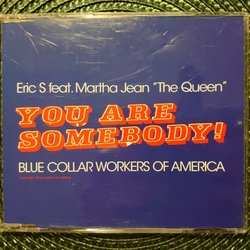 Eric S feat. Martha Jean "The Queen"
YOU ARE
SOMEBODY!
BLUE COLLAR WORKERS OF AMERICA